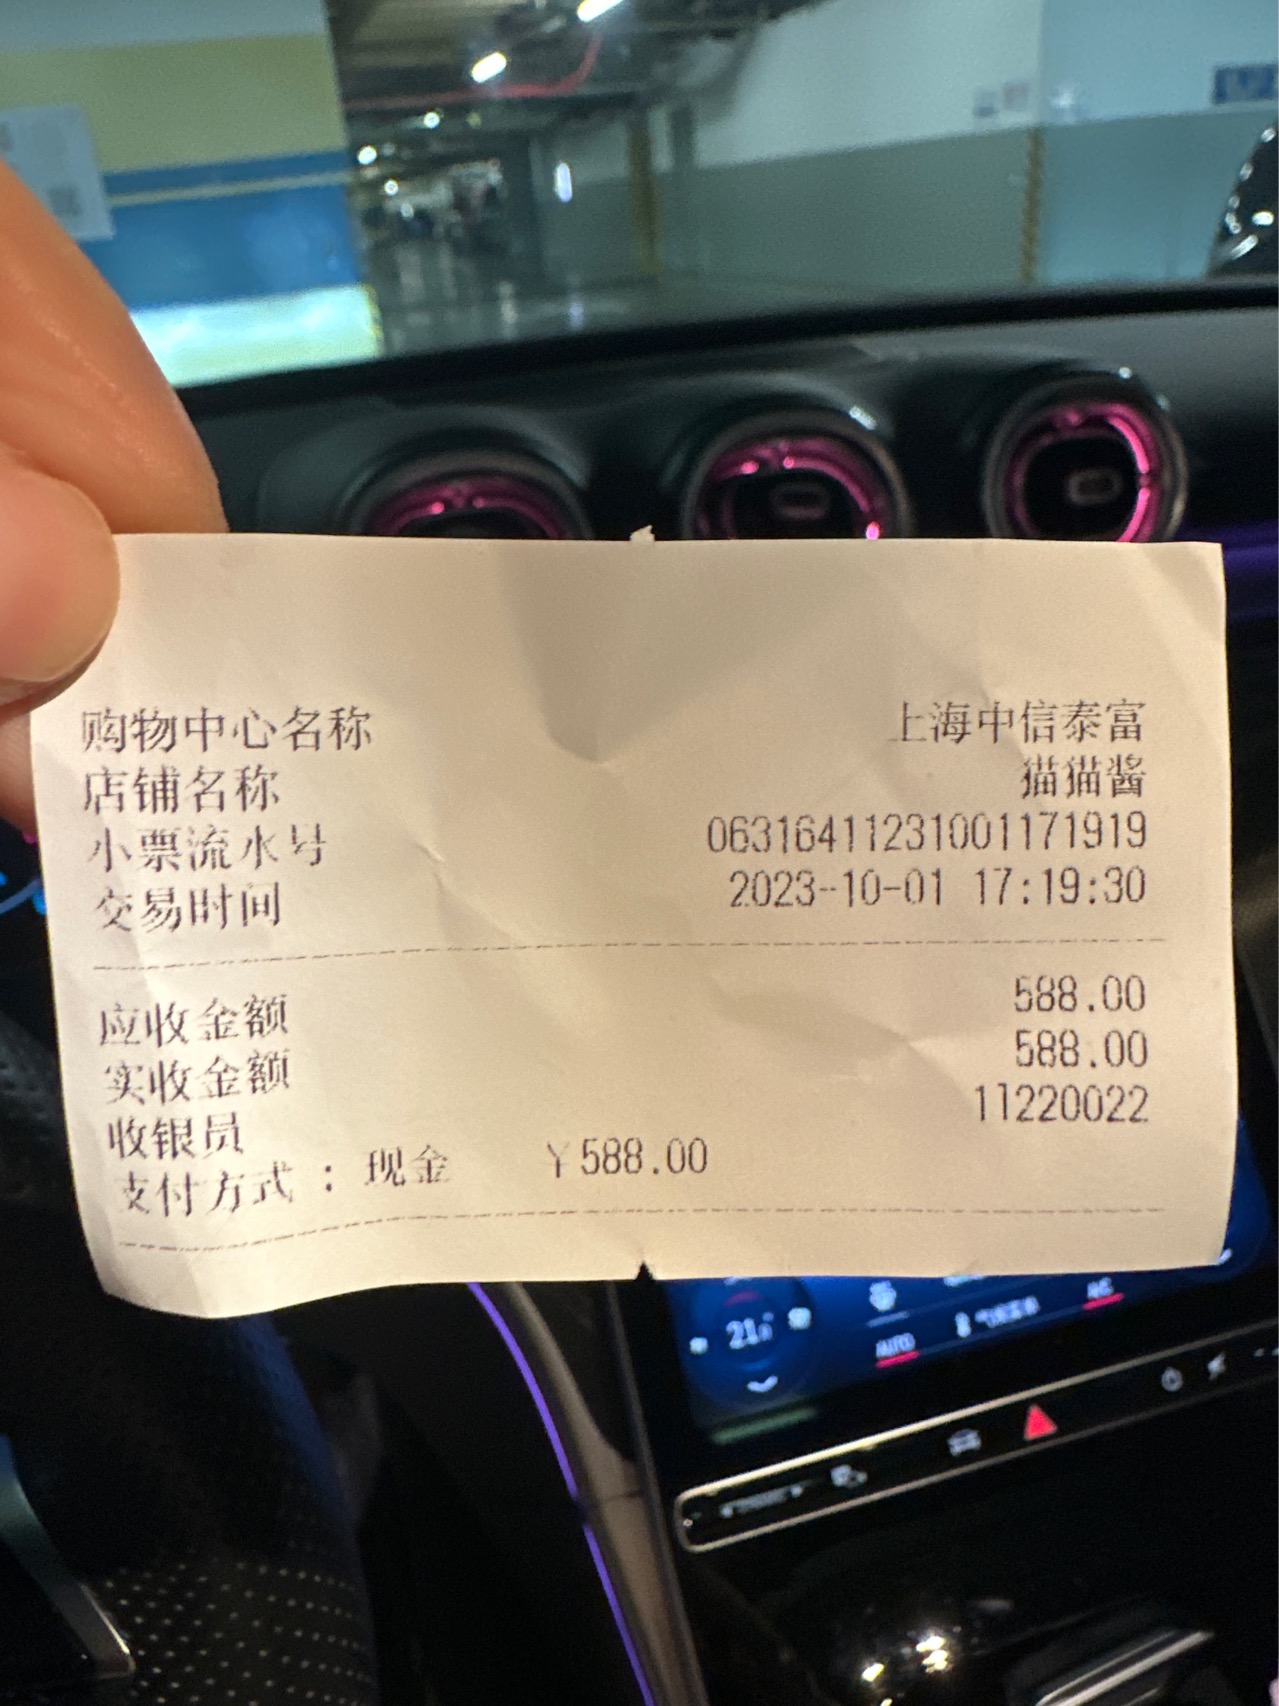 购物中心名称 上海中信泰富
店铺名称 猫猫酱
小票流水号 06316411231001171919
交易时间 2023-10-01 17:19:30
应收金额 588.00
实收金额 588.00
收银员 11220022
支付方式：现金 ￥588.00
21
AUTO
A/C